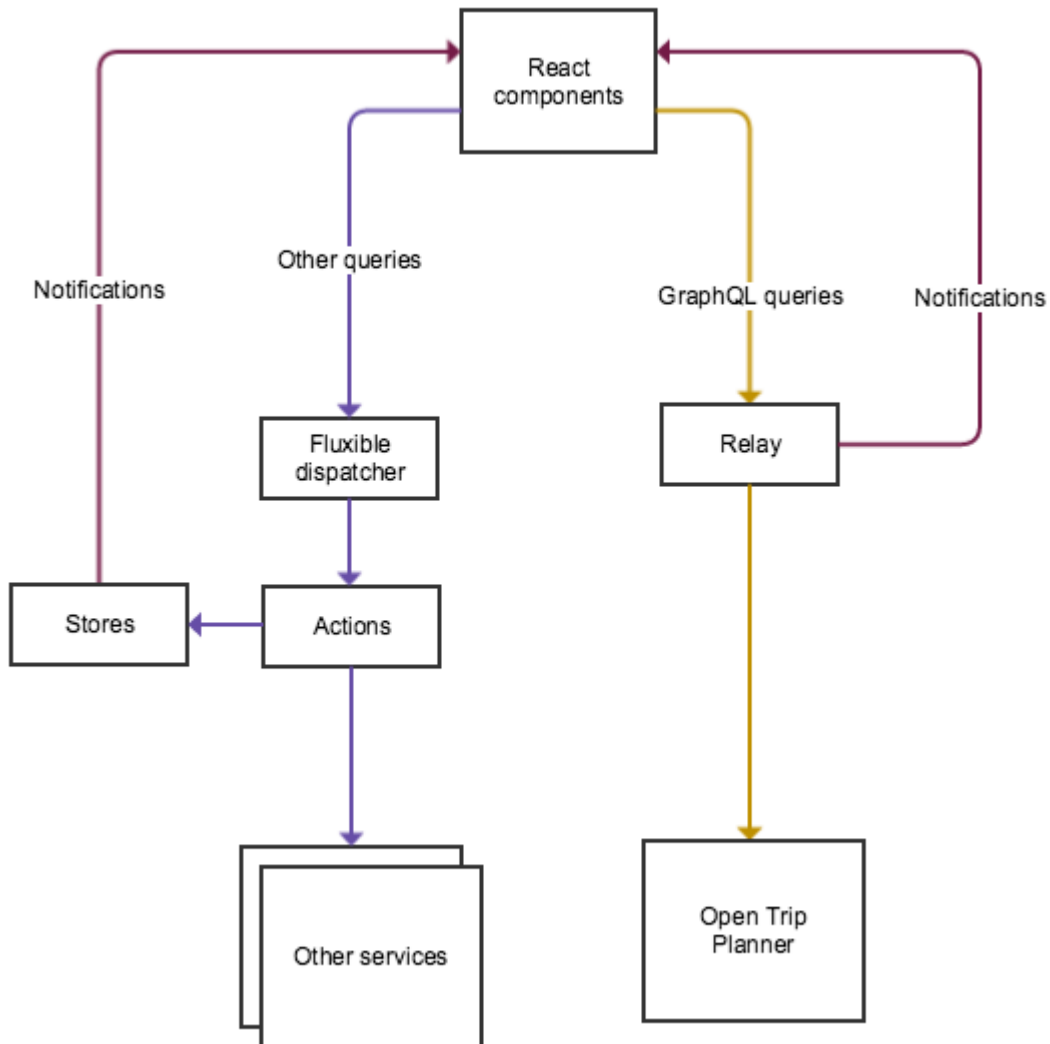 React
components
Other queries
Notifications
GraphQL queries
Notifications
Fluxible
dispatcher
Relay
Stores
Actions
Open Trip
Planner
Other services